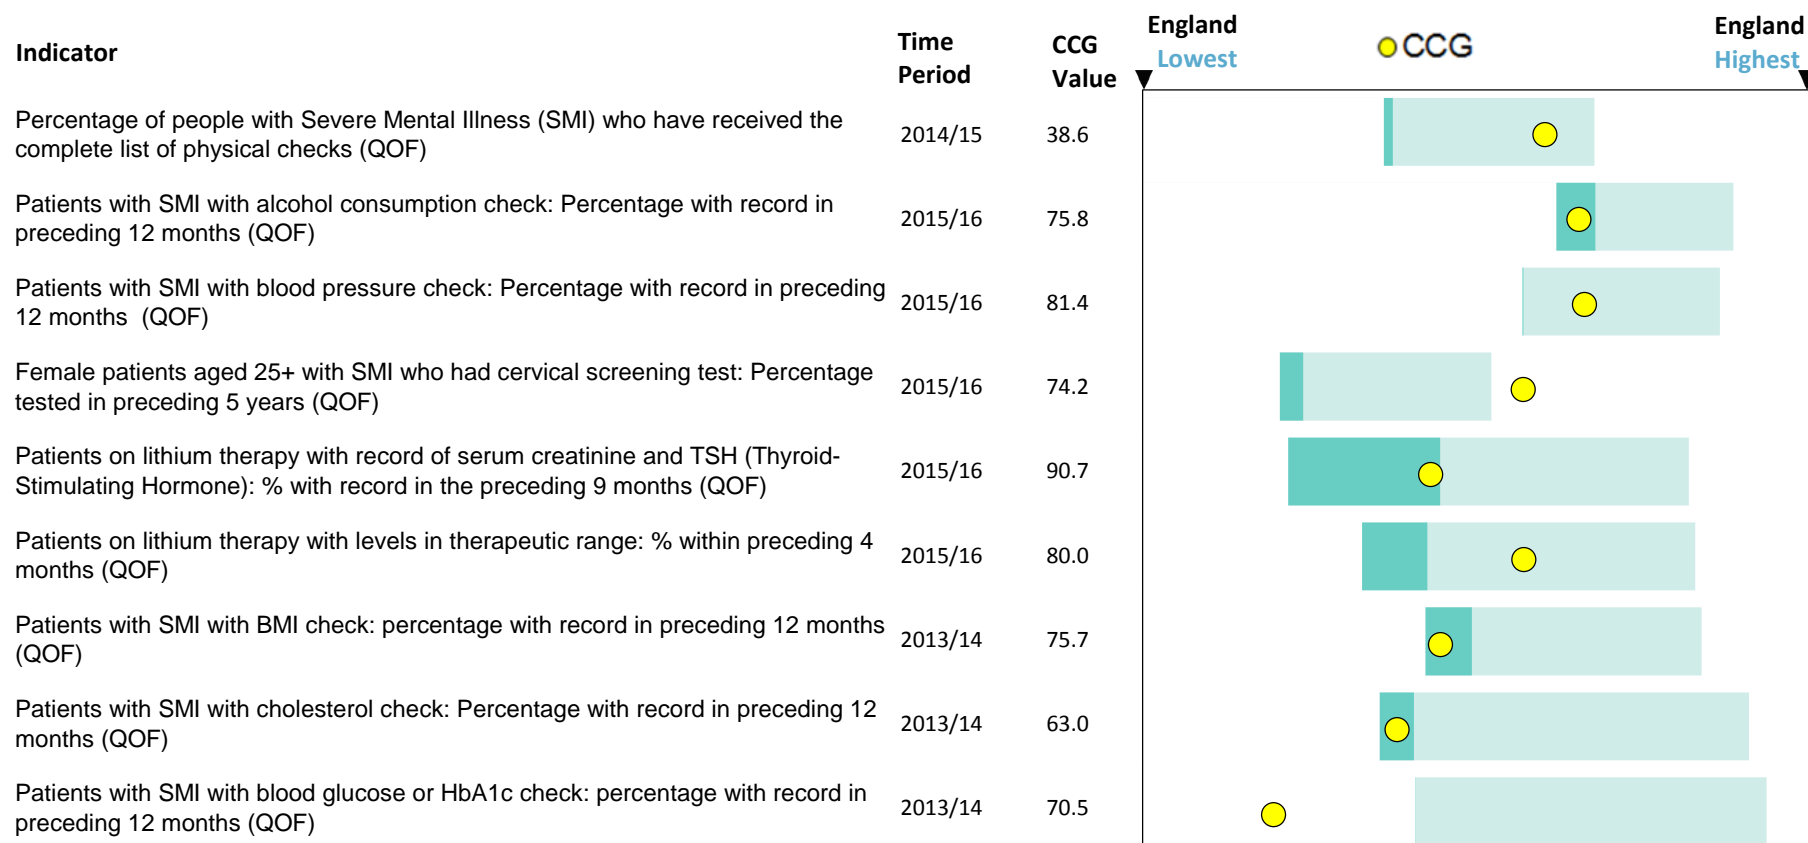 Indicator
Time Period
CCG Value
England Lowest
CCG
England Highest
Percentage of people with Severe Mental Illness (SMI) who have received the
complete list of physical checks (QOF)
2014/15
38.6
Patients with SMI with alcohol consumption check: Percentage with record in
preceding 12 months (QOF)
2015/16
75.8
Patients with SMI with blood pressure check: Percentage with record in preceding
12 months  (QOF)
2015/16
81.4
Female patients aged 25+ with SMI who had cervical screening test: Percentage
tested in preceding 5 years (QOF)
2015/16
74.2
Patients on lithium therapy with record of serum creatinine and TSH (Thyroid-
Stimulating Hormone): % with record in the preceding 9 months (QOF)
2015/16
90.7
Patients on lithium therapy with levels in therapeutic range: % within preceding 4
months (QOF)
2015/16
80.0
Patients with SMI with BMI check: percentage with record in preceding 12 months
(QOF)
2013/14
75.7
Patients with SMI with cholesterol check: Percentage with record in preceding 12
months (QOF)
2013/14
63.0
Patients with SMI with blood glucose or HbA1c check: percentage with record in
preceding 12 months (QOF)
2013/14
70.5